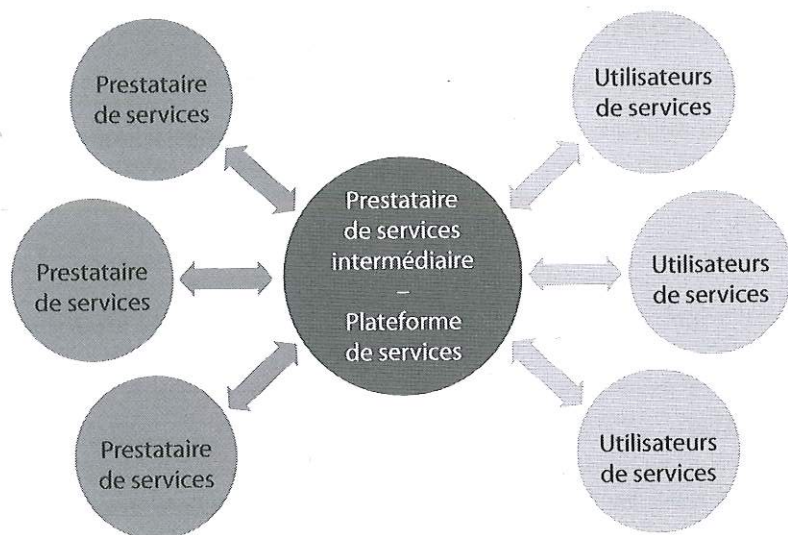 Prestataire
de services
Prestataire
de services
Prestataire
de services
Prestataire
de services
intermédiaire
–
Plateforme
de services
Utilisateurs
de services
Utilisateurs
de services
Utilisateurs
de services